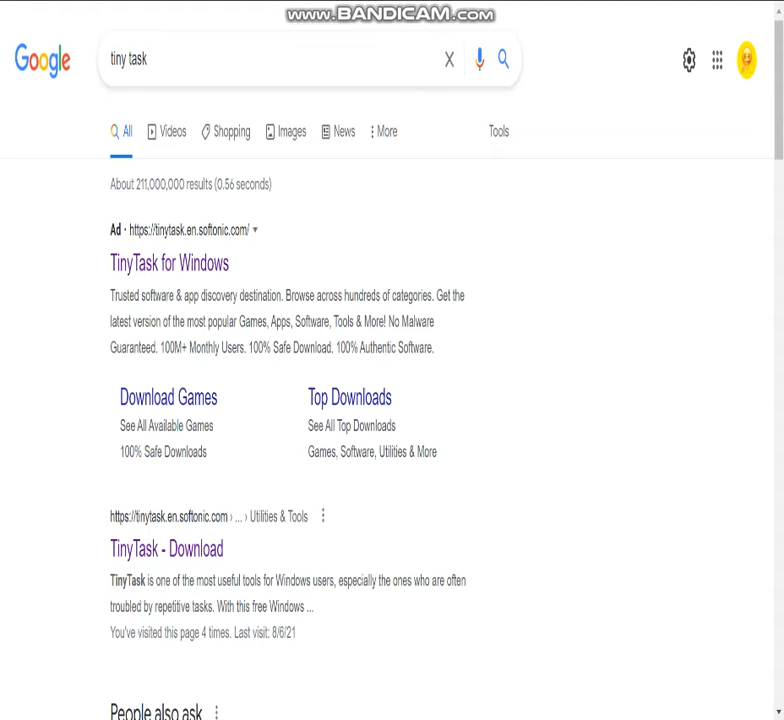 www.BANDICAM.com
Google
tiny task
All
Videos
Shopping
Images
News
More
Tools
About 211,000,000 results (0.56 seconds)
Ad · https://tinytask.en.softonic.com/
TinyTask for Windows
Trusted software & app discovery destination. Browse across hundreds of categories. Get the
latest version of the most popular Games, Apps, Software, Tools & More! No Malware
Guaranteed. 100M+ Monthly Users. 100% Safe Download. 100% Authentic Software.
Download Games
See All Available Games
100% Safe Downloads
Top Downloads
See All Top Downloads
Games, Software, Utilities & More
https://tinytask.en.softonic.com › ... › Utilities & Tools
TinyTask - Download
TinyTask is one of the most useful tools for Windows users, especially the ones who are often
troubled by repetitive tasks. With this free Windows ...
You've visited this page 4 times. Last visit: 8/6/21
People also ask